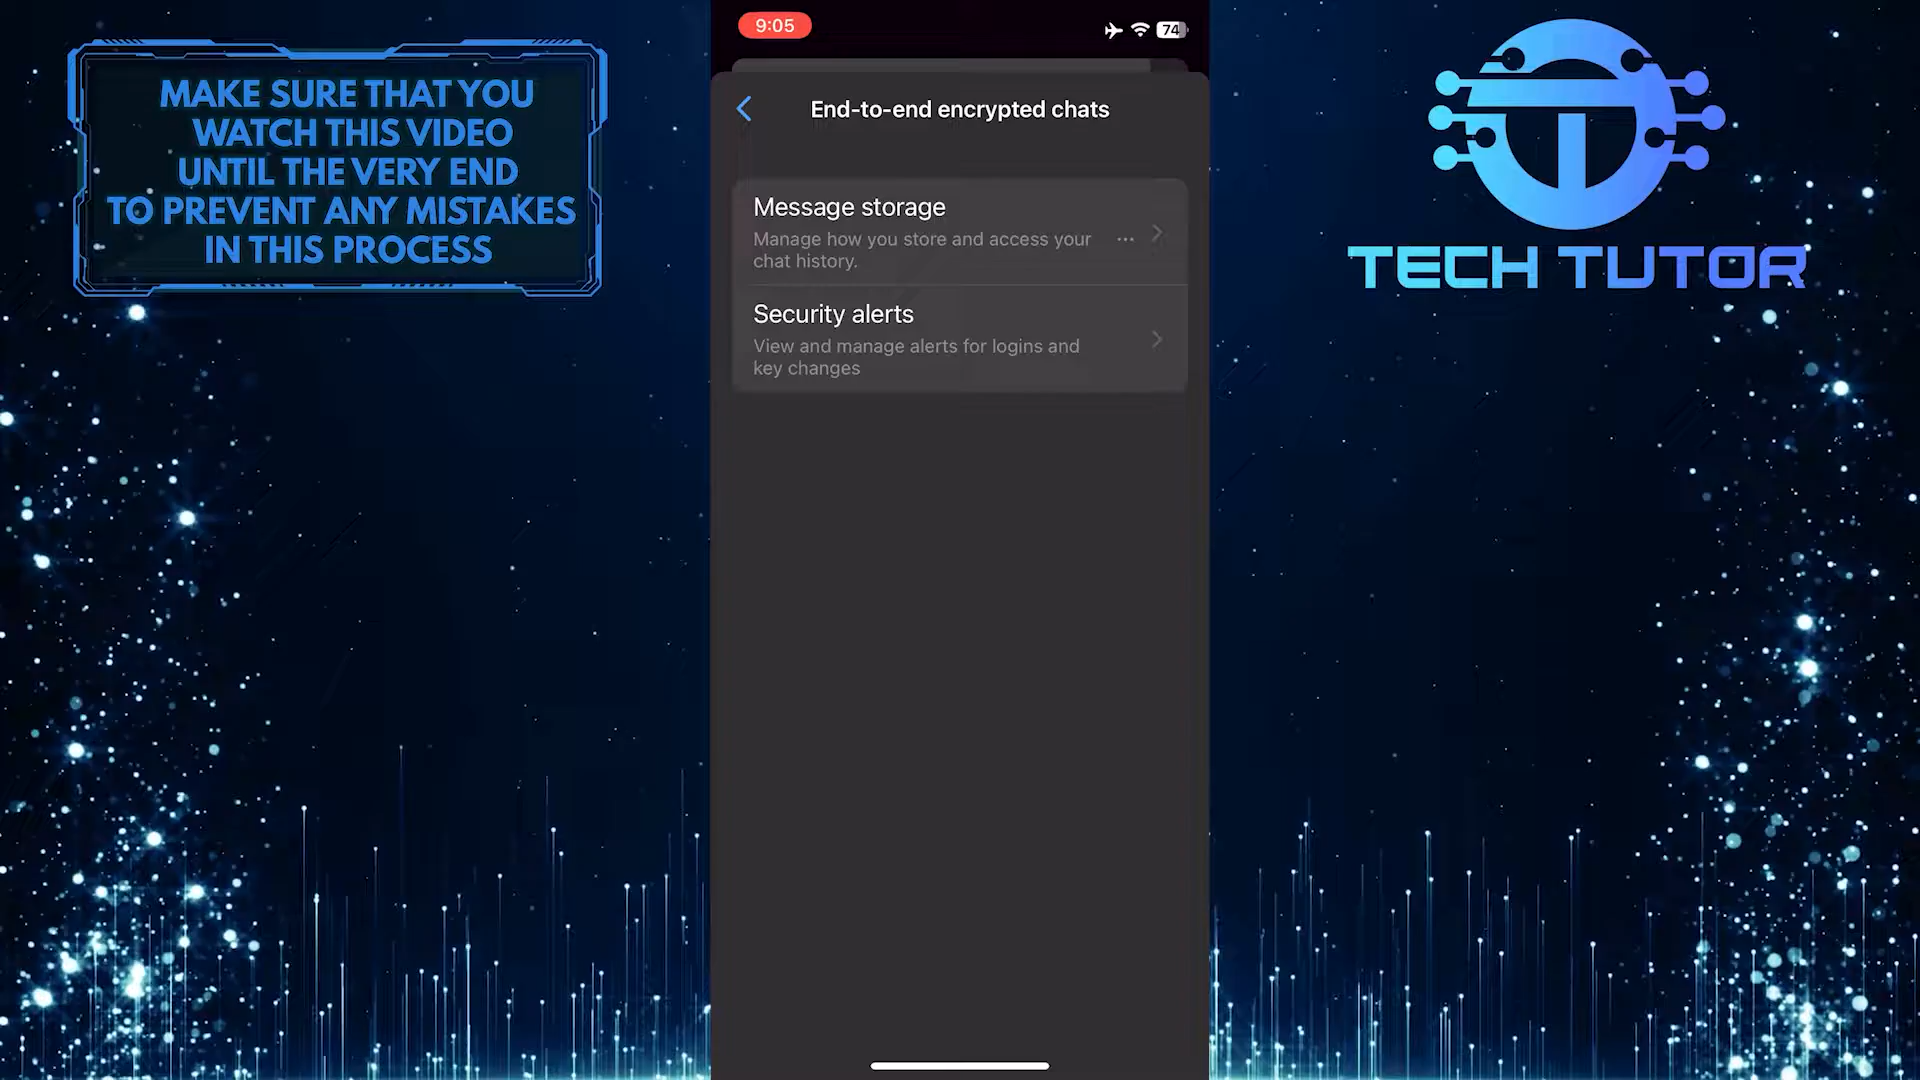 MAKE SURE THAT YOU
WATCH THIS VIDEO
UNTIL THE VERY END
TO PREVENT ANY MISTAKES
IN THIS PROCESS
9:05
74
End-to-end encrypted chats
Message storage
Manage how you store and access your
chat history.
...
Security alerts
View and manage alerts for logins and
key changes
TECH TUTOR